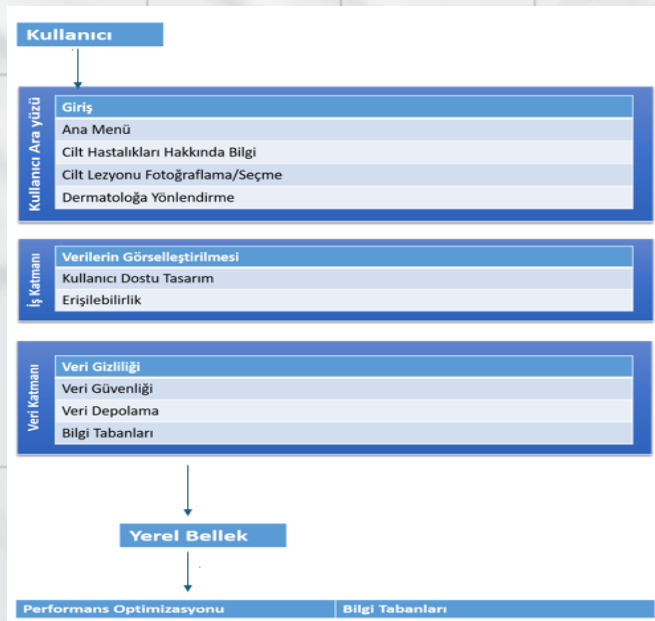 Kullanıcı
Kullanıcı Ara yüzü
Giriş
Ana Menü
Cilt Hastalıkları Hakkında Bilgi
Cilt Lezyonu Fotoğraflama/Seçme
Dermatoloğa Yönlendirme
İş Katmanı
Verilerin Görselleştirilmesi
Kullanıcı Dostu Tasarım
Erişilebilirlik
Veri Katmanı
Veri Gizliliği
Veri Güvenliği
Veri Depolama
Bilgi Tabanları
Yerel Bellek
Performans Optimizasyonu
Bilgi Tabanları